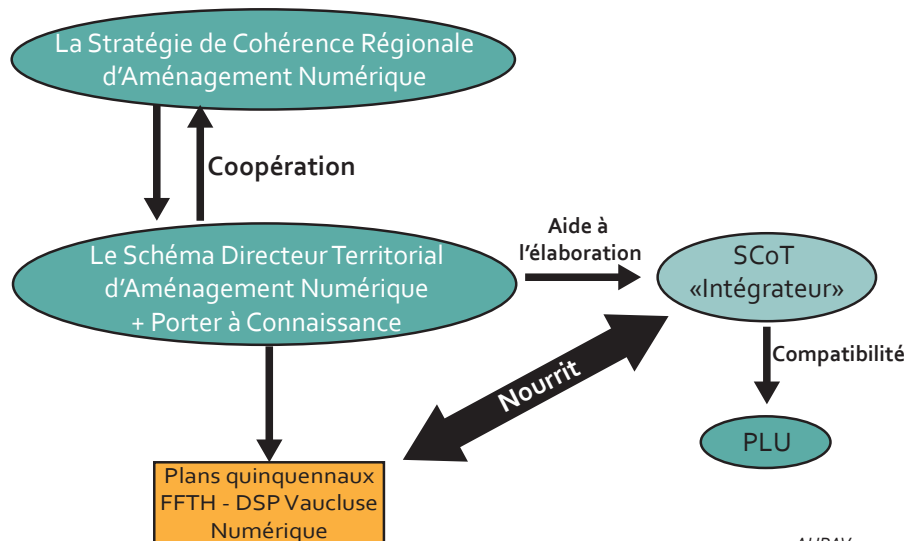 La Stratégie de Cohérence Régionale
d'Aménagement Numérique
Coopération
Le Schéma Directeur Territorial
d'Aménagement Numérique
+ Porter à Connaissance
Aide à
l'élaboration
SCoT
«Intégrateur»
Compatibilité
Nourrit
PLU
Plans quinquennaux
FFTH - DSP Vaucluse
Numérique